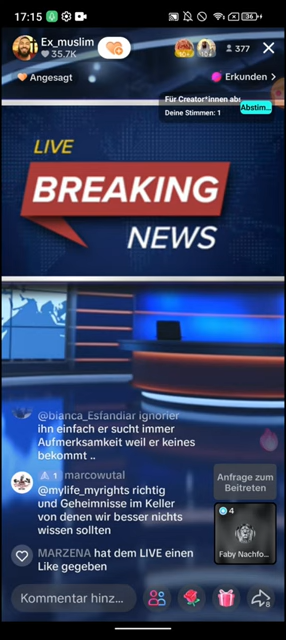 17:15
36
Ex_muslim
35.7K
377
Angesagt
Erkunden
Für Creator*innen abs
Deine Stimmen: 1
Abstim...
LIVE
BREAKING
NEWS
@bianca_Esfandiar ignorier
ihn einfach er sucht immer
Aufmerksamkeit weil er keines
bekommt ..
1 marcowutal
@mylife_myrights richtig
und Geheimnisse im Keller
von denen wir besser nichts
wissen sollten
MARZENA hat dem LIVE einen
Like gegeben
Anfrage zum
Beitreten
4
Faby Nachfo...
Kommentar hinz...
8